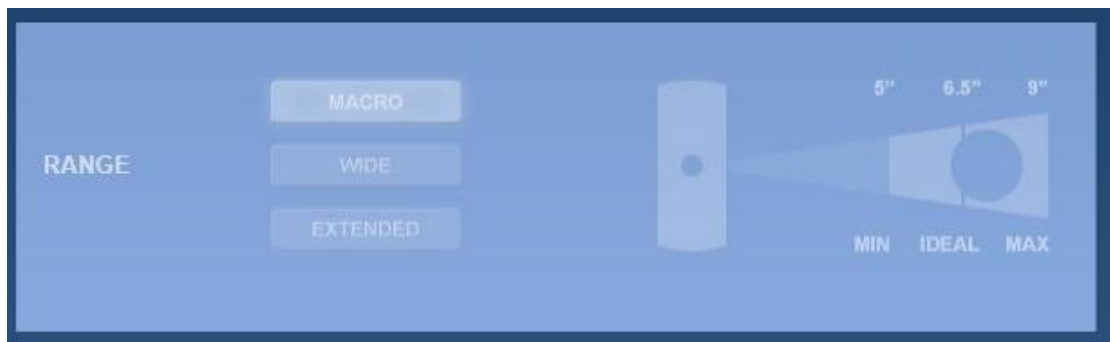 RANGE
MACRO
WIDE
EXTENDED
5" 6.5" 9"
MIN IDEAL MAX